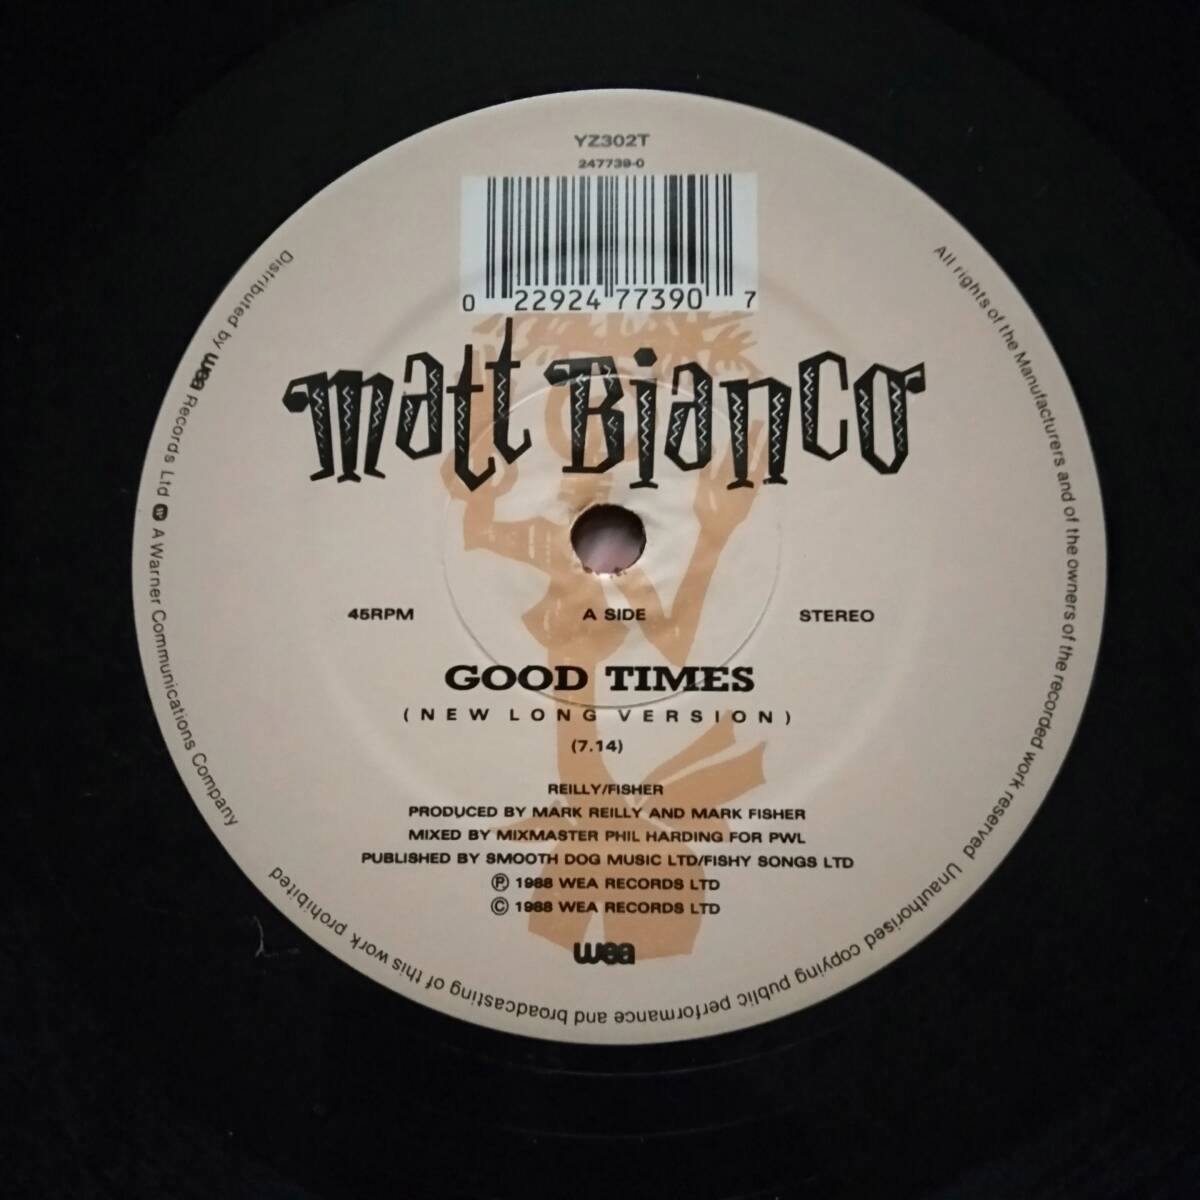 YZ302T
247739-0
0 22924 77390 7
matt Bianco
45RPM A SIDE STEREO
GOOD TIMES
(NEW LONG VERSION)
(7.14)
REILLY/FISHER
PRODUCED BY MARK REILLY AND MARK FISHER
MIXED BY MIXMASTER PHIL HARDING FOR PWL
PUBLISHED BY SMOOTH DOG MUSIC LTD/FISHY SONGS LTD
℗ 1988 WEA RECORDS LTD
© 1988 WEA RECORDS LTD
wea
All rights of the Manufacturers and of the owners of the recorded work reserved Unauthorised copying public performance and broadcasting of this work prohibited
Distributed by wea Records Ltd W A Warner Communications Company